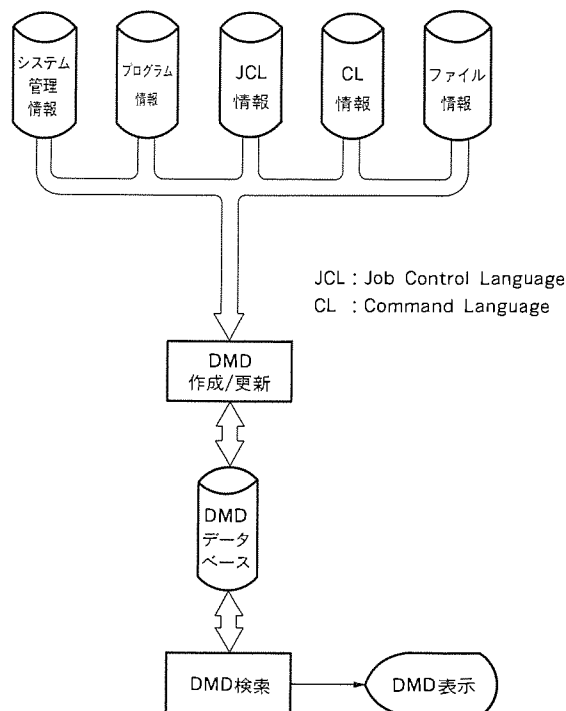 システム
管理
情報
プログラム
情報
JCL
情報
CL
情報
ファイル
情報
JCL : Job Control Language
CL : Command Language
DMD
作成/更新
DMD
データ
ベース
DMD検索
DMD表示